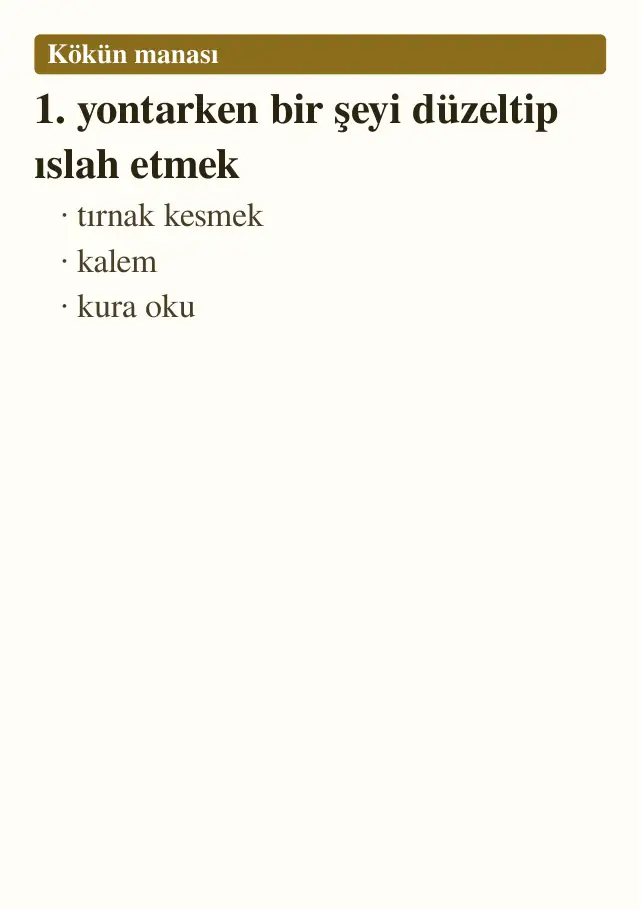 Kökün manası
1. yontarken bir şeyi düzeltip
ıslah etmek
· tırnak kesmek
· kalem
· kura oku